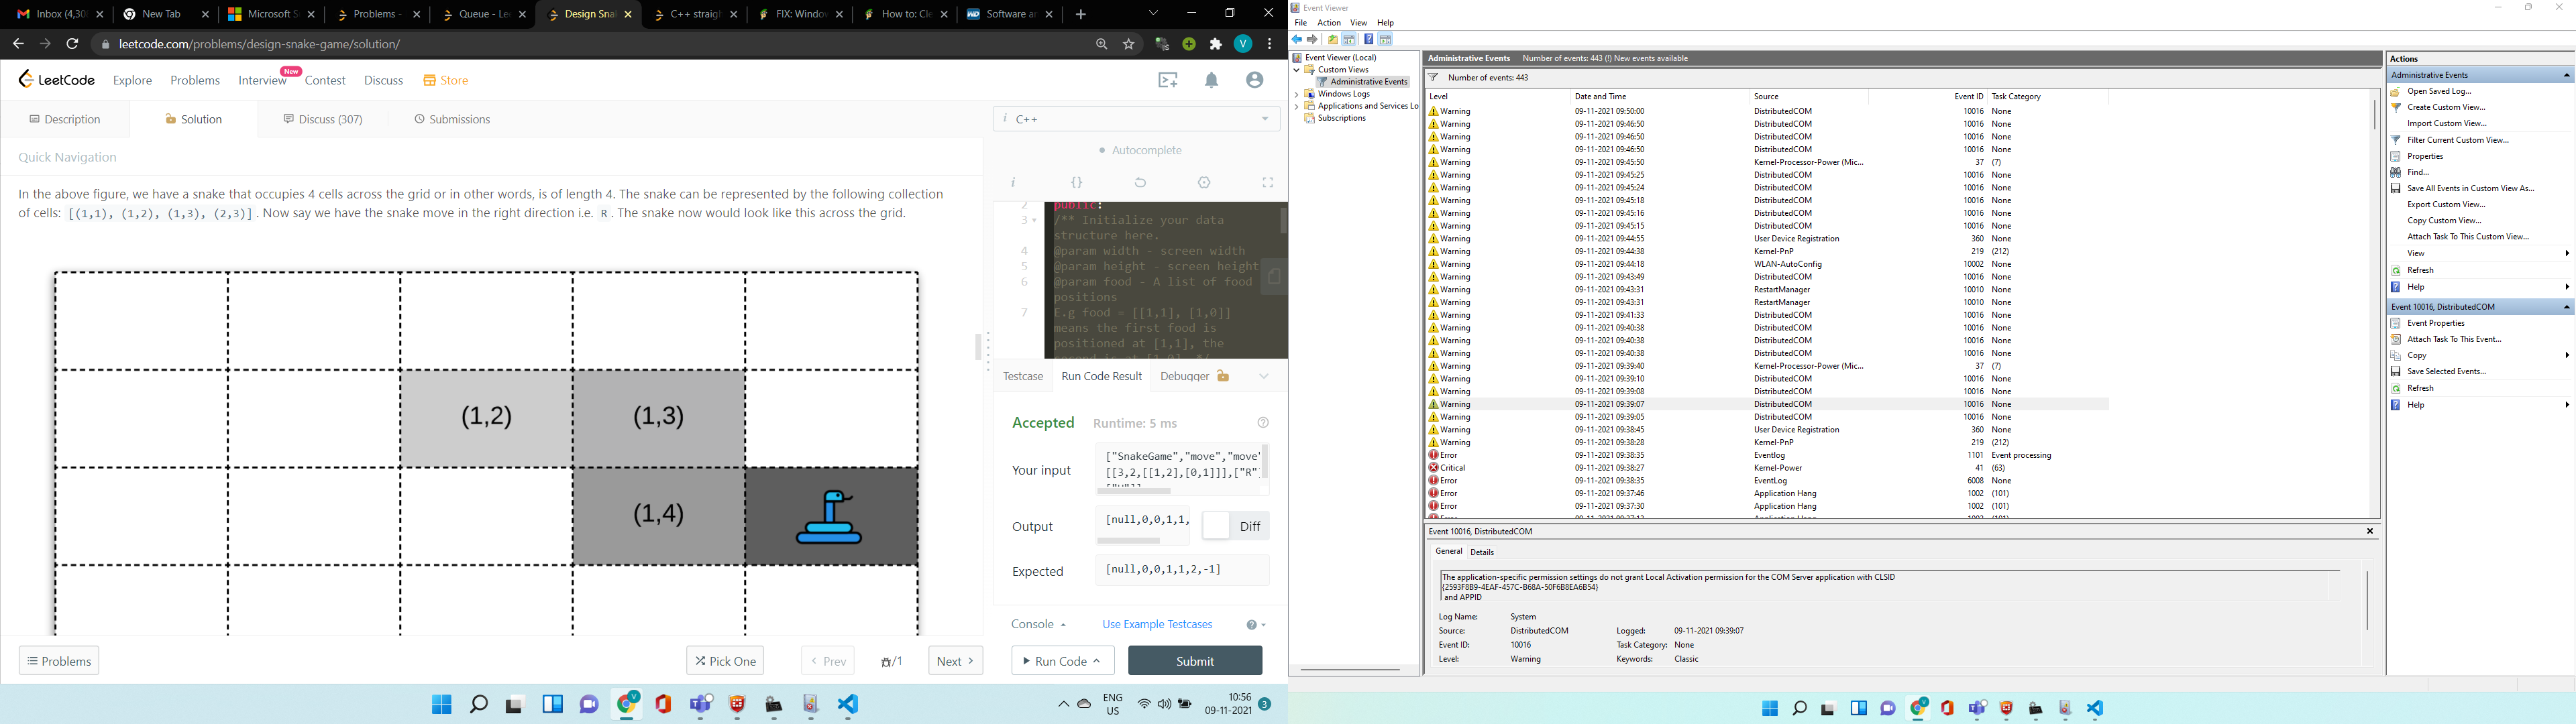 Inbox (4,30
New Tab
Microsoft S
Problems -
Queue - Le
Design Sna
C++ straig
FIX: Windo
How to: Cle
Software an
leetcode.com/problems/design-snake-game/solution/
V
LeetCode
Explore
Problems
Interview
New
Contest
Discuss
Store
Description
Solution
Discuss (307)
Submissions
Quick Navigation
In the above figure, we have a snake that occupies 4 cells across the grid or in other words, is of length 4. The snake can be represented by the following collection
of cells: [(1,1), (1,2), (1,3), (2,3)] . Now say we have the snake move in the right direction i.e. R . The snake now would look like this across the grid.
(1,2)
(1,3)
(1,4)
Problems
Pick One
Prev
/1
Next
i C++
Autocomplete
i {}
2 public:
3 /** Initialize your data
structure here.
4 @param width - screen width
5 @param height - screen height
6 @param food - A list of food
positions
7 E.g food = [[1,1], [1,0]]
means the first food is
positioned at [1,1], the
second is at [1,0]. */
Testcase
Run Code Result
Debugger
Accepted
Runtime: 5 ms
Your input
["SnakeGame","move","move"
[[3,2,[[1,2],[0,1]]],["R"
Output
[null,0,0,1,1,
Diff
Expected
[null,0,0,1,1,2,-1]
Console
Use Example Testcases
Run Code
Submit
ENG
US
10:56
09-11-2021
3
Event Viewer
File Action View Help
Event Viewer (Local)
Custom Views
Administrative Events
Windows Logs
Applications and Services Lo
Subscriptions
Administrative Events Number of events: 443 (!) New events available
Number of events: 443
Level Date and Time Source Event ID Task Category
Warning 09-11-2021 09:50:00 DistributedCOM 10016 None
Warning 09-11-2021 09:46:50 DistributedCOM 10016 None
Warning 09-11-2021 09:46:50 DistributedCOM 10016 None
Warning 09-11-2021 09:46:50 DistributedCOM 10016 None
Warning 09-11-2021 09:45:50 Kernel-Processor-Power (Mic... 37 (7)
Warning 09-11-2021 09:45:25 DistributedCOM 10016 None
Warning 09-11-2021 09:45:24 DistributedCOM 10016 None
Warning 09-11-2021 09:45:18 DistributedCOM 10016 None
Warning 09-11-2021 09:45:16 DistributedCOM 10016 None
Warning 09-11-2021 09:45:15 DistributedCOM 10016 None
Warning 09-11-2021 09:44:55 User Device Registration 360 None
Warning 09-11-2021 09:44:38 Kernel-PnP 219 (212)
Warning 09-11-2021 09:44:18 WLAN-AutoConfig 10002 None
Warning 09-11-2021 09:43:49 DistributedCOM 10016 None
Warning 09-11-2021 09:43:31 RestartManager 10010 None
Warning 09-11-2021 09:43:31 RestartManager 10010 None
Warning 09-11-2021 09:41:33 DistributedCOM 10016 None
Warning 09-11-2021 09:40:38 DistributedCOM 10016 None
Warning 09-11-2021 09:40:38 DistributedCOM 10016 None
Warning 09-11-2021 09:40:38 DistributedCOM 10016 None
Warning 09-11-2021 09:39:40 Kernel-Processor-Power (Mic... 37 (7)
Warning 09-11-2021 09:39:10 DistributedCOM 10016 None
Warning 09-11-2021 09:39:08 DistributedCOM 10016 None
Warning 09-11-2021 09:39:07 DistributedCOM 10016 None
Warning 09-11-2021 09:39:05 DistributedCOM 10016 None
Warning 09-11-2021 09:38:45 User Device Registration 360 None
Warning 09-11-2021 09:38:28 Kernel-PnP 219 (212)
Error 09-11-2021 09:38:35 Eventlog 1101 Event processing
Critical 09-11-2021 09:38:27 Kernel-Power 41 (63)
Error 09-11-2021 09:38:35 EventLog 6008 None
Error 09-11-2021 09:37:46 Application Hang 1002 (101)
Error 09-11-2021 09:37:30 Application Hang 1002 (101)
Event 10016, DistributedCOM
General Details
The application-specific permission settings do not grant Local Activation permission for the COM Server application with CLSID
{2593F8B9-4EAF-457C-B68A-50F6B8EA6B54}
and APPID
Log Name: System
Source: DistributedCOM Logged: 09-11-2021 09:39:07
Event ID: 10016 Task Category: None
Level: Warning Keywords: Classic
Actions
Administrative Events
Open Saved Log...
Create Custom View...
Import Custom View...
Filter Current Custom View...
Properties
Find...
Save All Events in Custom View As...
Export Custom View...
Copy Custom View...
Attach Task To This Custom View...
View
Refresh
Help
Event 10016, DistributedCOM
Event Properties
Attach Task To This Event...
Copy
Save Selected Events...
Refresh
Help